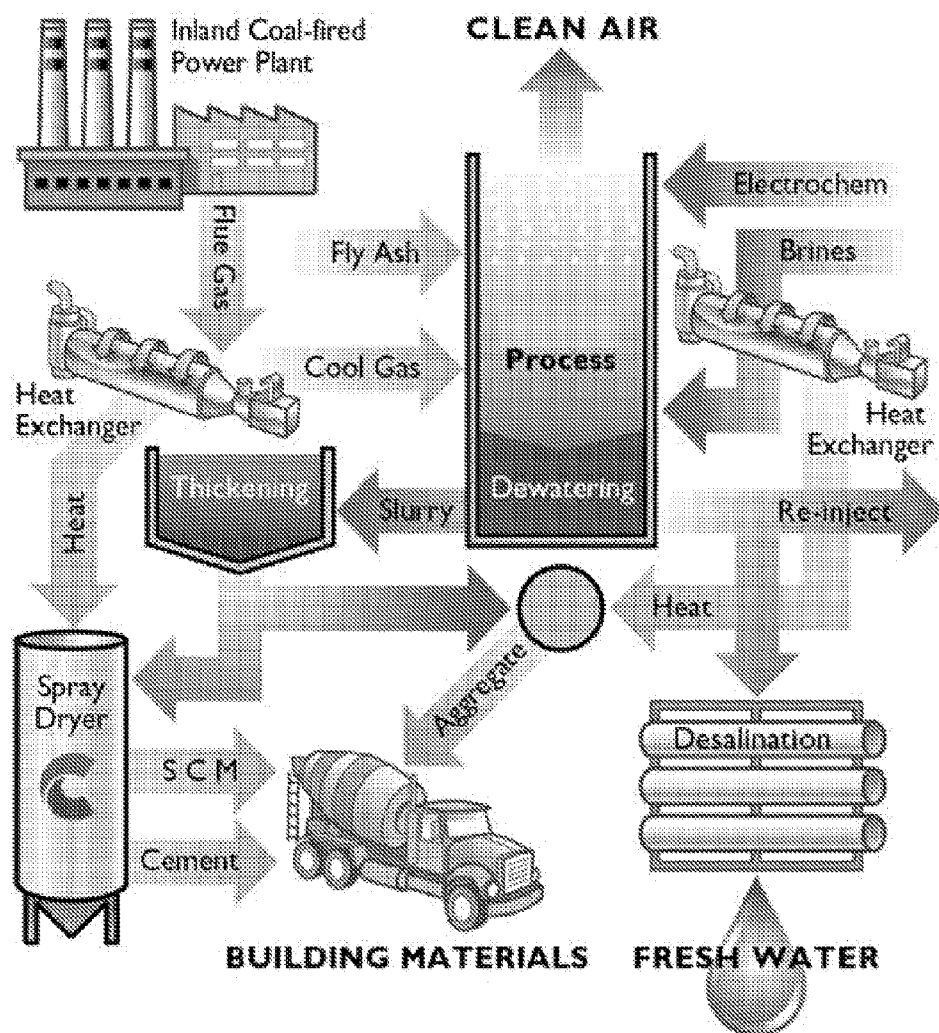 Inland Coal-fired
Power Plant
CLEAN AIR
Flue Gas
Fly Ash
Electrochem
Brines
Cool Gas
Process
Heat
Exchanger
Heat
Exchanger
Thickening
Slurry
Dewatering
Re-inject
Heat
Heat
Aggregate
Spray
Dryer
Desalination
SCM
Cement
BUILDING MATERIALS
FRESH WATER